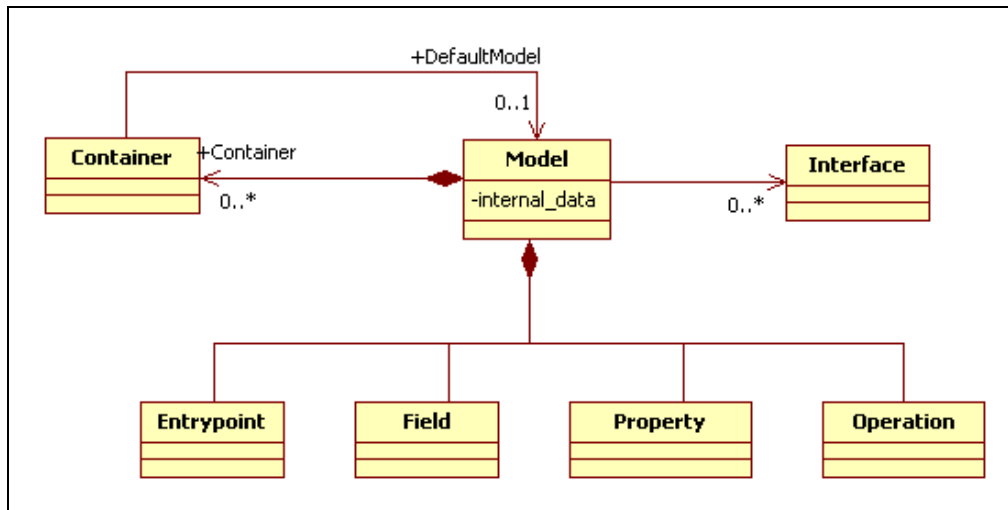 +DefaultModel
0..1
Container
+Container
Model
Interface
-internal_data
0..*
0..*
Entrypoint
Field
Property
Operation